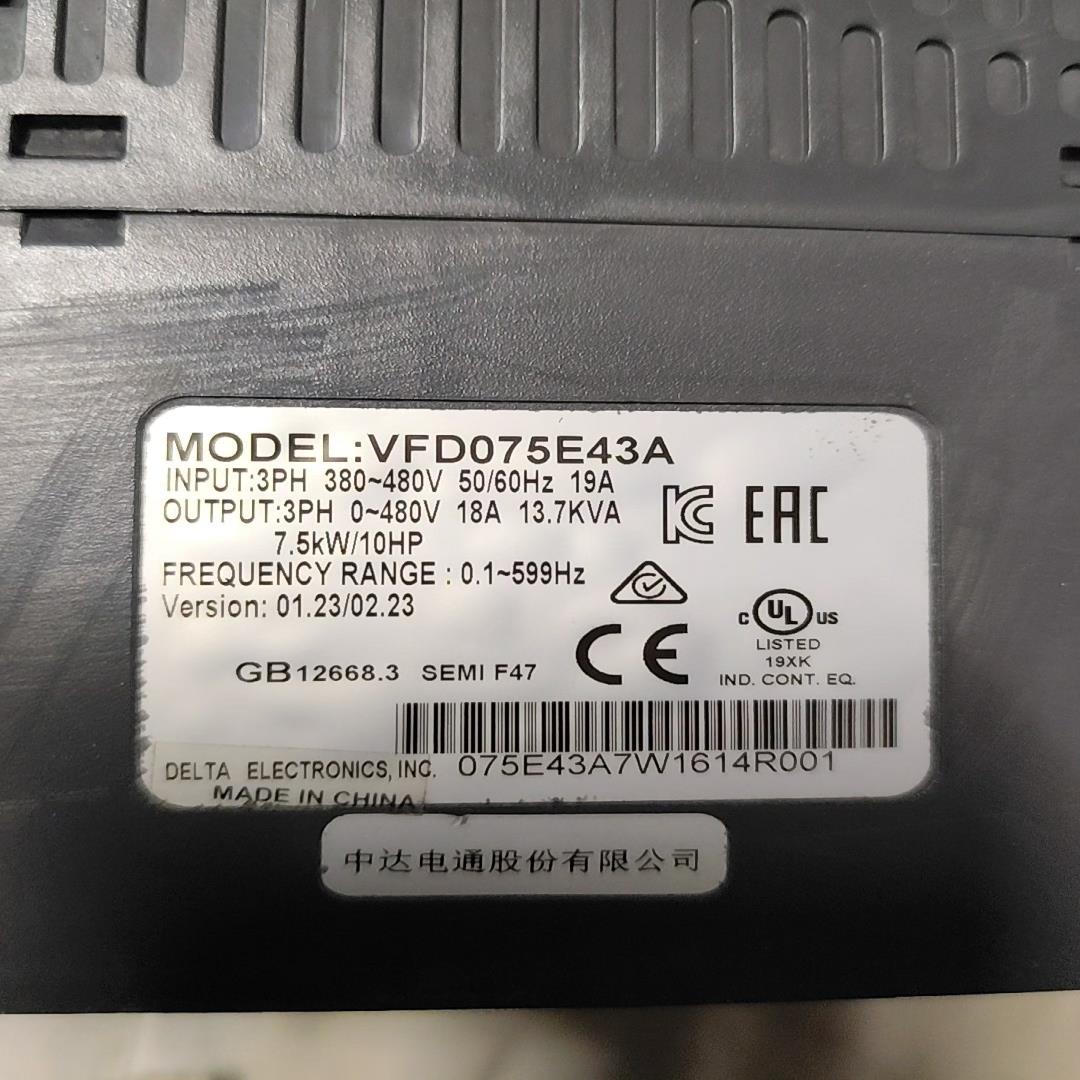 MODEL:VFD075E43A
INPUT:3PH 380~480V 50/60Hz 19A
OUTPUT:3PH 0~480V 18A 13.7KVA
7.5kW/10HP
FREQUENCY RANGE : 0.1~599Hz
Version: 01.23/02.23
KC EAC
C UL US
LISTED
19XK
IND. CONT. EQ.
GB12668.3 SEMI F47 CE
075E43A7W1614R001
DELTA ELECTRONICS, INC.
MADE IN CHINA
中达电通股份有限公司